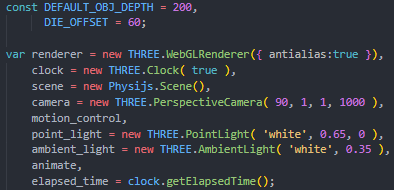 const DEFAULT_OBJ_DEPTH = 200,
DIE_OFFSET = 60;
var renderer = new THREE.WebGLRenderer({ antialias:true }),
clock = new THREE.Clock( true ),
scene = new Physijs.Scene(),
camera = new THREE.PerspectiveCamera( 90, 1, 1, 1000 ),
motion_control,
point_light = new THREE.PointLight( 'white', 0.65, 0 ),
ambient_light = new THREE.AmbientLight( 'white', 0.35 ),
animate,
elapsed_time = clock.getElapsedTime();